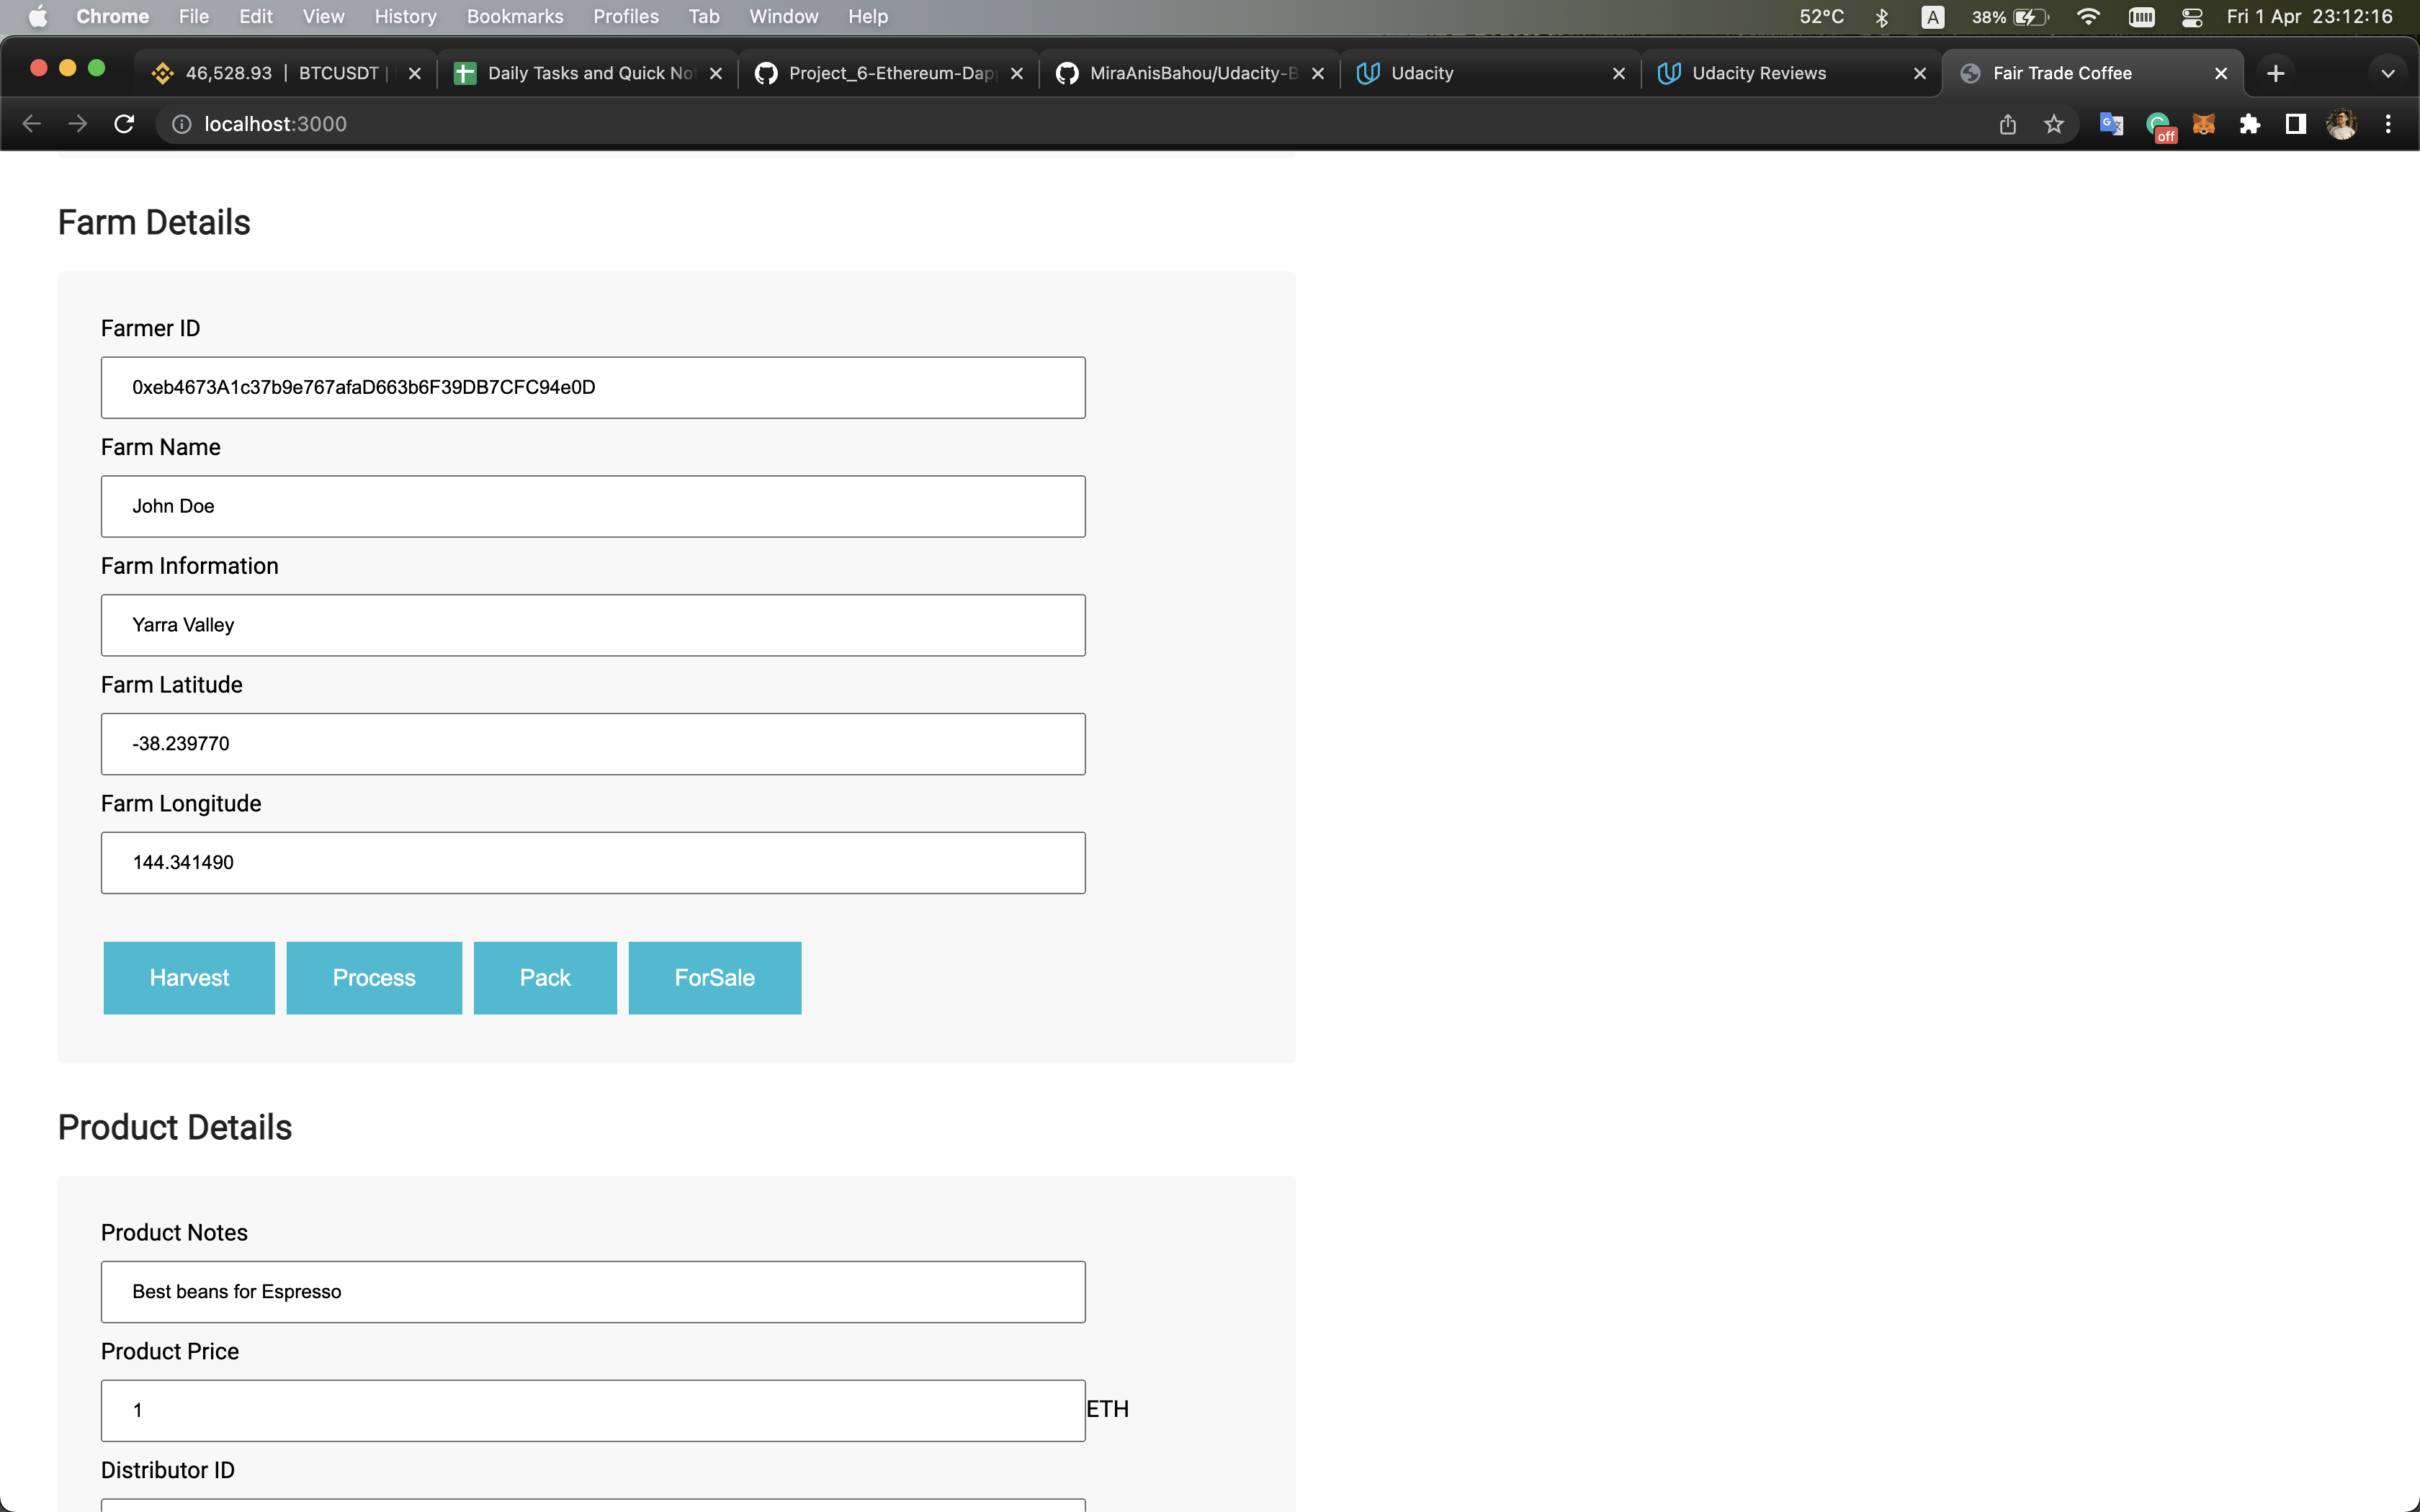 Chrome File Edit View History Bookmarks Profiles Tab Window Help 52°C A 38% Fri 1 Apr 23:12:16
46,528.93 | BTCUSDT | Daily Tasks and Quick No Project_6-Ethereum-Dap MiraAnisBahou/Udacity-B Udacity Udacity Reviews Fair Trade Coffee
localhost:3000 off
Farm Details
Farmer ID
0xeb4673A1c37b9e767afaD663b6F39DB7CFC94e0D
Farm Name
John Doe
Farm Information
Yarra Valley
Farm Latitude
-38.239770
Farm Longitude
144.341490
Harvest Process Pack ForSale
Product Details
Product Notes
Best beans for Espresso
Product Price
1 ETH
Distributor ID